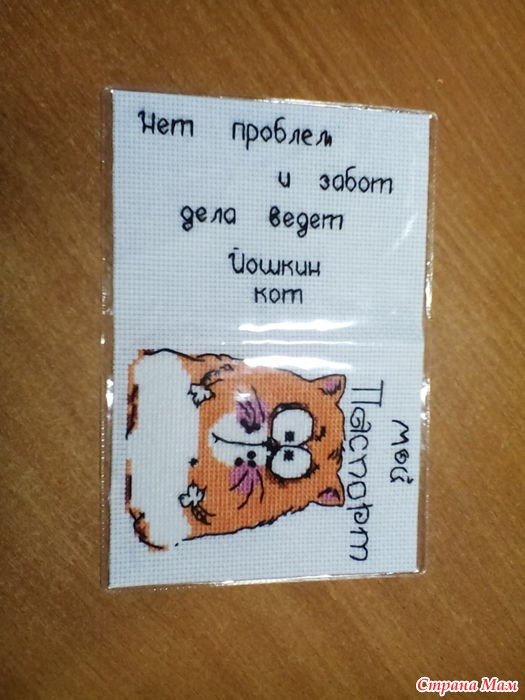 Нет проблем
и забот
дела ведет
Йошкин
кот
мой
Паспорт
Страна Мам